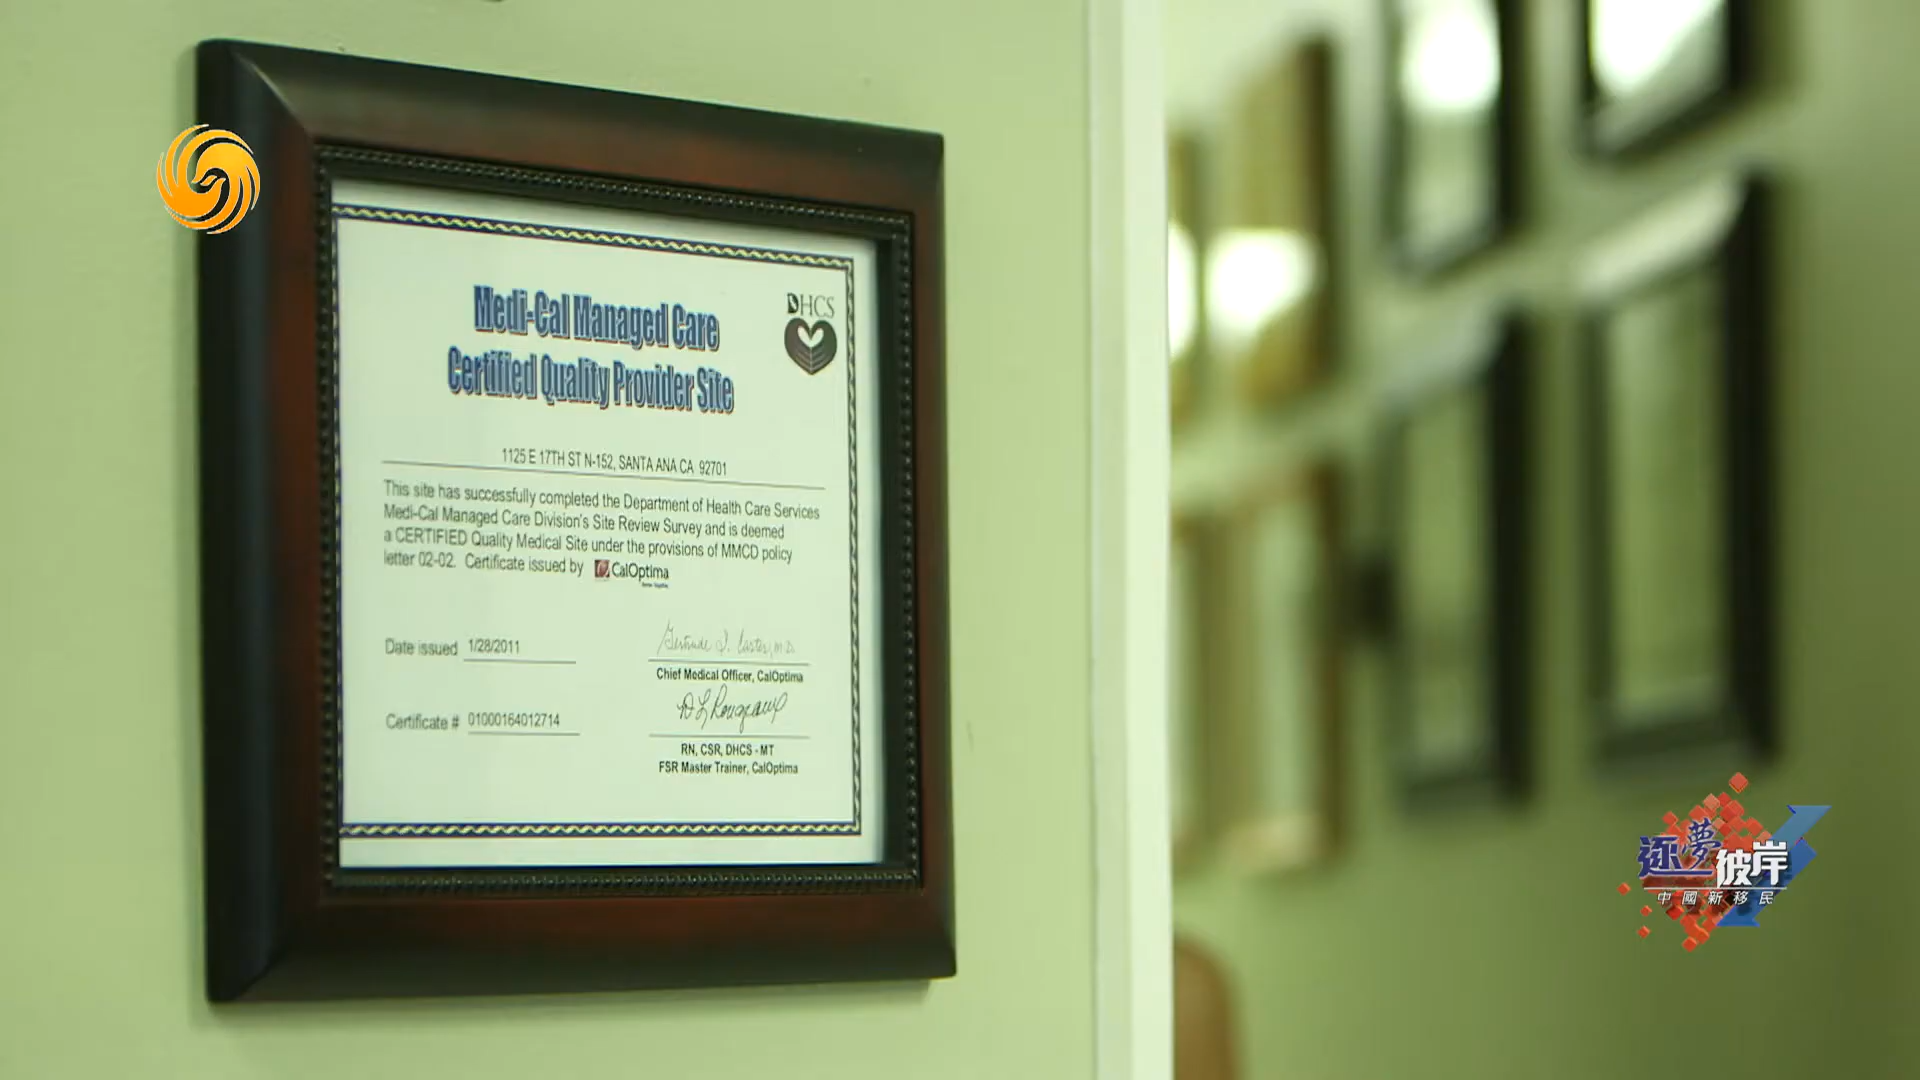 Medi-Cal Managed Care
Certified Quality Provider Site
DHCS
1125 E 17TH ST N-152, SANTA ANA CA 92701
This site has successfully completed the Department of Health Care Services
Medi-Cal Managed Care Division's Site Review Survey and is deemed
a CERTIFIED Quality Medical Site under the provisions of MMCD policy
letter 02-02. Certificate issued by CalOptima
Date issued 1/28/2011
Chief Medical Officer, CalOptima
Certificate # 01000164012714
RN, CSR, DHCS - MT
FSR Master Trainer, CalOptima
逐夢彼岸
中國新移民